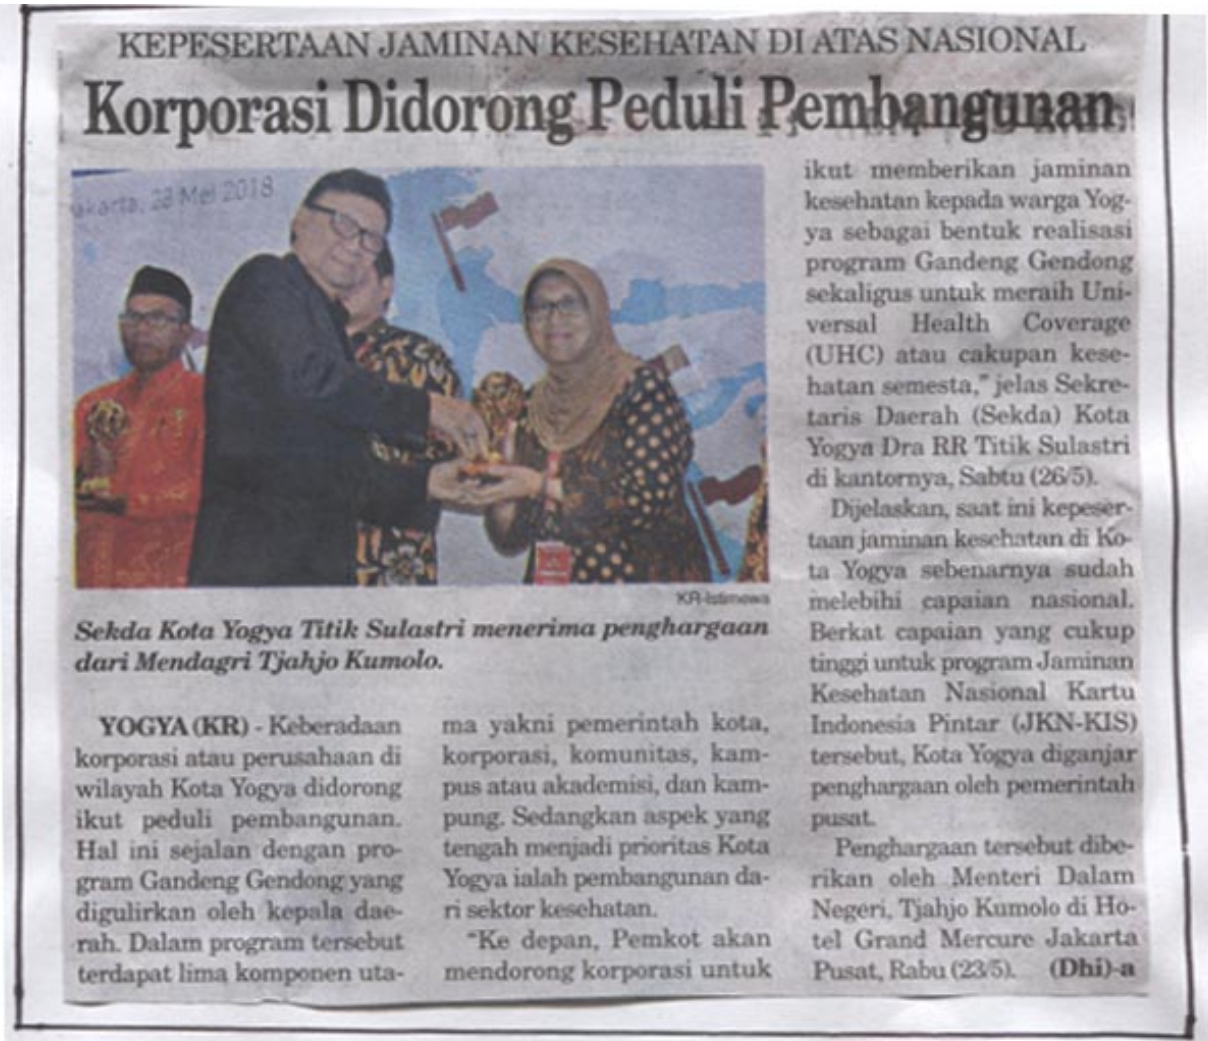 KEPESERTAAN JAMINAN KESEHATAN DI ATAS NASIONAL
Korporasi Didorong Peduli Pembangunan
akarta, 23 Mei 2018
KR-Istimewa
Sekda Kota Yogya Titik Sulastri menerima penghargaan
dari Mendagri Tjahjo Kumolo.
YOGYA (KR) - Keberadaan
korporasi atau perusahaan di
wilayah Kota Yogya didorong
ikut peduli pembangunan.
Hal ini sejalan dengan pro-
gram Gandeng Gendong yang
digulirkan oleh kepala dae-
rah. Dalam program tersebut
terdapat lima komponen uta-
ma yakni pemerintah kota,
korporasi, komunitas, kam-
pus atau akademisi, dan kam-
pung. Sedangkan aspek yang
tengah menjadi prioritas Kota
Yogya ialah pembangunan da-
ri sektor kesehatan.
"Ke depan, Pemkot akan
mendorong korporasi untuk
ikut memberikan jaminan
kesehatan kepada warga Yog-
ya sebagai bentuk realisasi
program Gandeng Gendong
sekaligus untuk meraih Uni-
versal Health Coverage
(UHC) atau cakupan kese-
hatan semesta," jelas Sekre-
taris Daerah (Sekda) Kota
Yogya Dra RR Titik Sulastri
di kantornya, Sabtu (26/5).
Dijelaskan, saat ini kepeser-
taan jaminan kesehatan di Ko-
ta Yogya sebenarnya sudah
melebihi capaian nasional.
Berkat capaian yang cukup
tinggi untuk program Jaminan
Kesehatan Nasional Kartu
Indonesia Pintar (JKN-KIS)
tersebut, Kota Yogya diganjar
penghargaan oleh pemerintah
pusat.
Penghargaan tersebut dibe-
rikan oleh Menteri Dalam
Negeri, Tjahjo Kumolo di Ho-
tel Grand Mercure Jakarta
Pusat, Rabu (23/5). (Dhi)-a